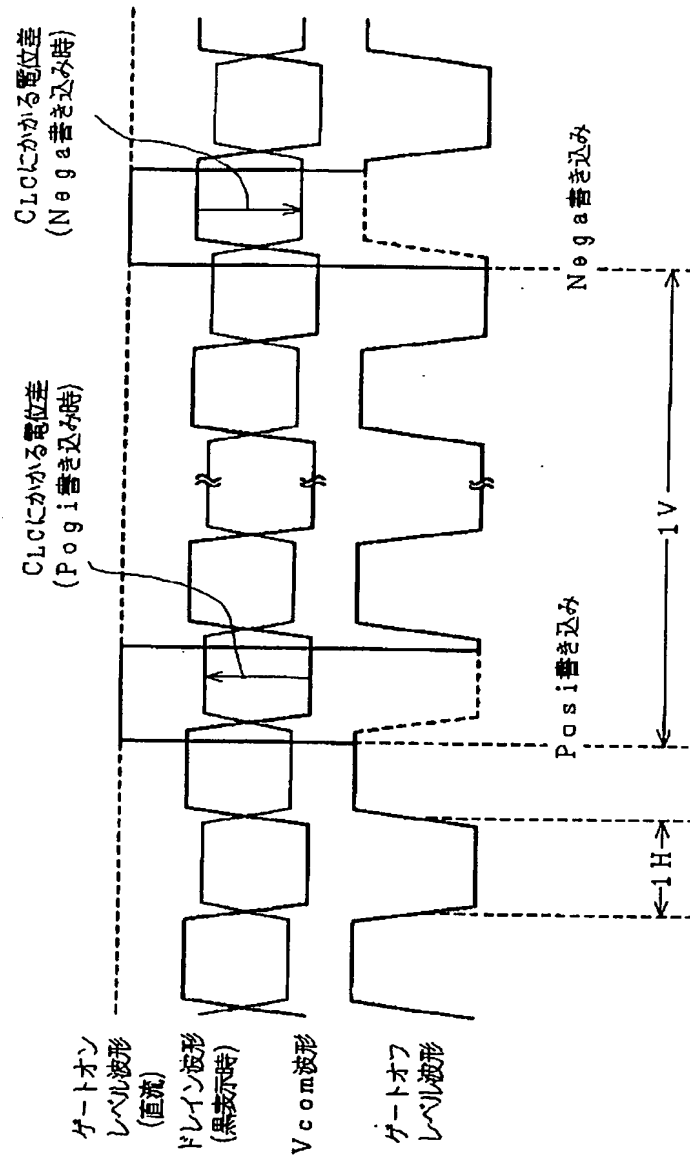 CLCにかかる電位差
(Nega書き込み時)
CLCにかかる電位差
(Pogi書き込み時)
ゲートオン
レベル波形
(直流)
ドレイン波形
(黒表示時)
Vcom波形
ゲートオフ
レベル波形
Posi書き込み
Nega書き込み
1H
1V